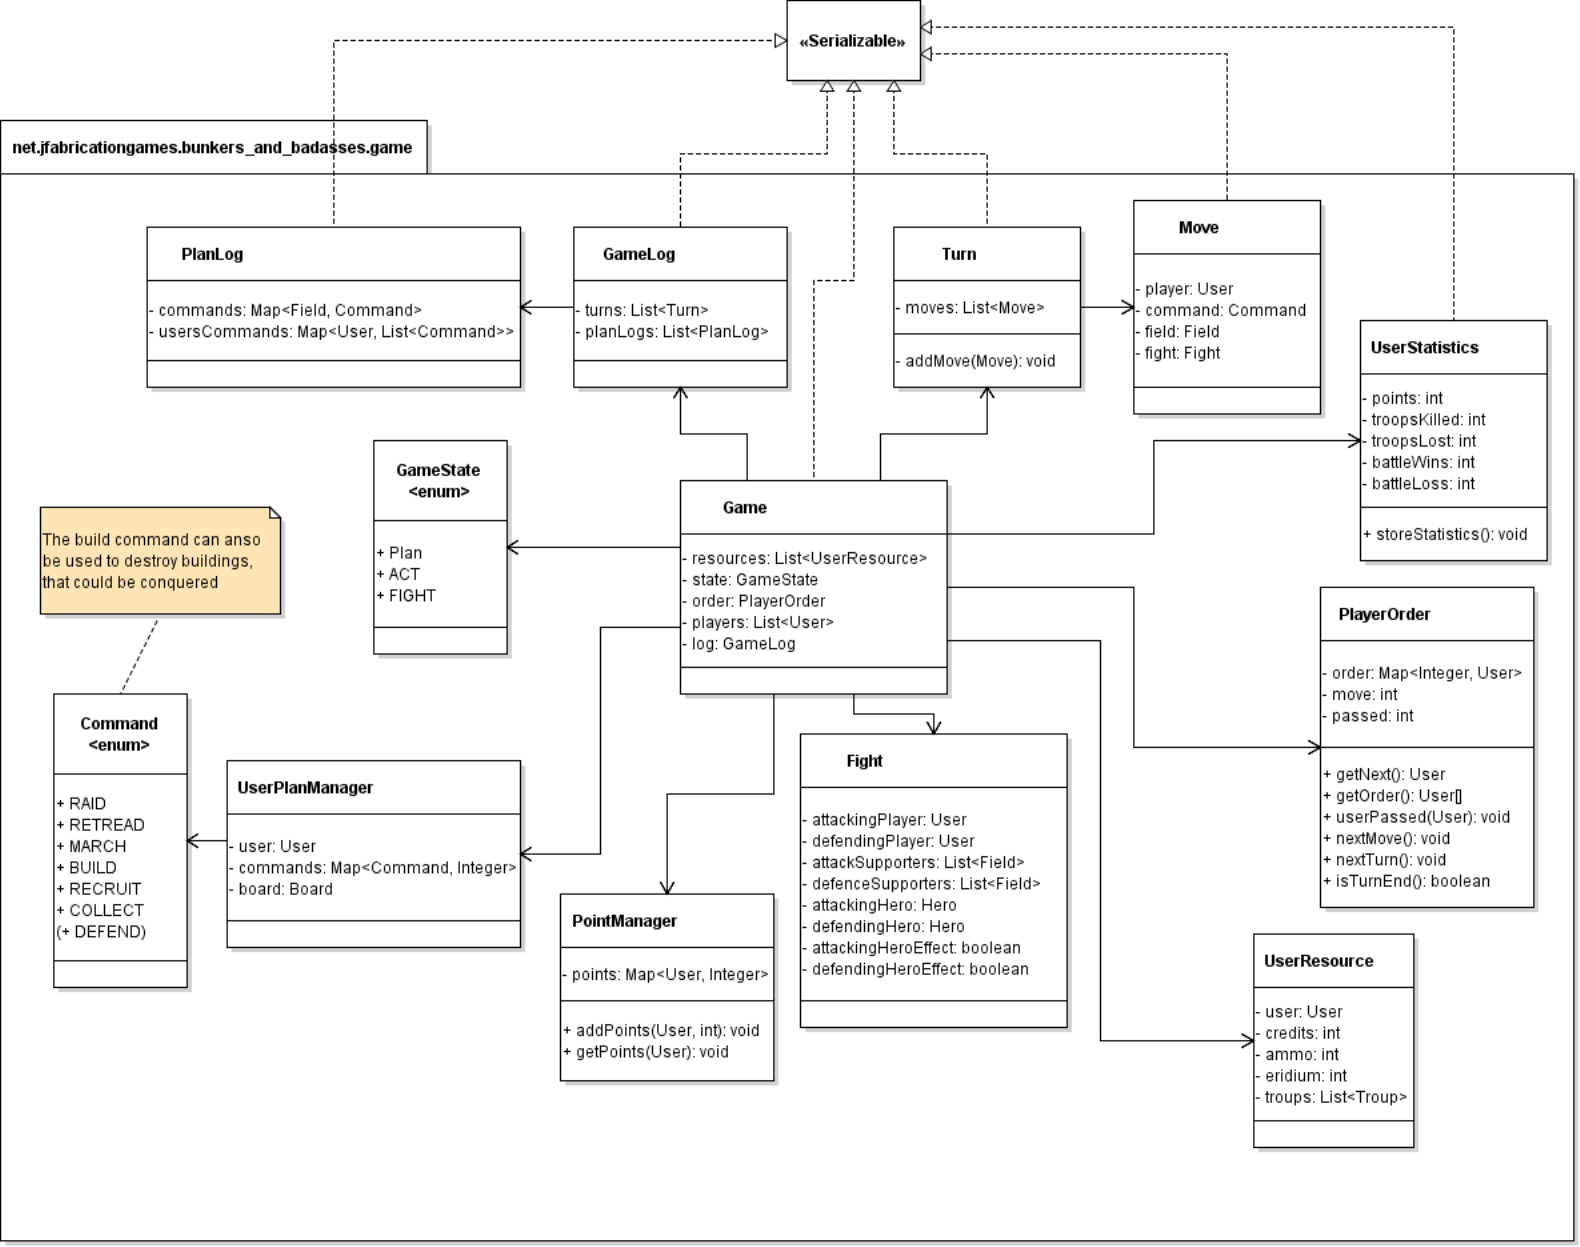 «Serializable»
net.jfabricationgames.bunkers_and_badasses.game
PlanLog
- commands: Map<Field, Command>
- usersCommands: Map<User, List<Command>>
GameLog
- turns: List<Turn>
- planLogs: List<PlanLog>
Turn
- moves: List<Move>
- addMove(Move): void
Move
- player: User
- command: Command
- field: Field
- fight: Fight
UserStatistics
- points: int
- troopsKilled: int
- troopsLost: int
- battleWins: int
- battleLoss: int
+ storeStatistics(): void
GameState
<enum>
+ Plan
+ ACT
+ FIGHT
The build command can anso
be used to destroy buildings,
that could be conquered
Game
- resources: List<UserResource>
- state: GameState
- order: PlayerOrder
- players: List<User>
- log: GameLog
PlayerOrder
- order: Map<Integer, User>
- move: int
- passed: int
+ getNext(): User
+ getOrder(): User[]
+ userPassed(User): void
+ nextMove(): void
+ nextTurn(): void
+ isTurnEnd(): boolean
Command
<enum>
+ RAID
+ RETREAD
+ MARCH
+ BUILD
+ RECRUIT
+ COLLECT
(+ DEFEND)
UserPlanManager
- user: User
- commands: Map<Command, Integer>
- board: Board
Fight
- attackingPlayer: User
- defendingPlayer: User
- attackSupporters: List<Field>
- defenceSupporters: List<Field>
- attackingHero: Hero
- defendingHero: Hero
- attackingHeroEffect: boolean
- defendingHeroEffect: boolean
PointManager
- points: Map<User, Integer>
+ addPoints(User, int): void
+ getPoints(User): void
UserResource
- user: User
- credits: int
- ammo: int
- eridium: int
- troups: List<Troup>